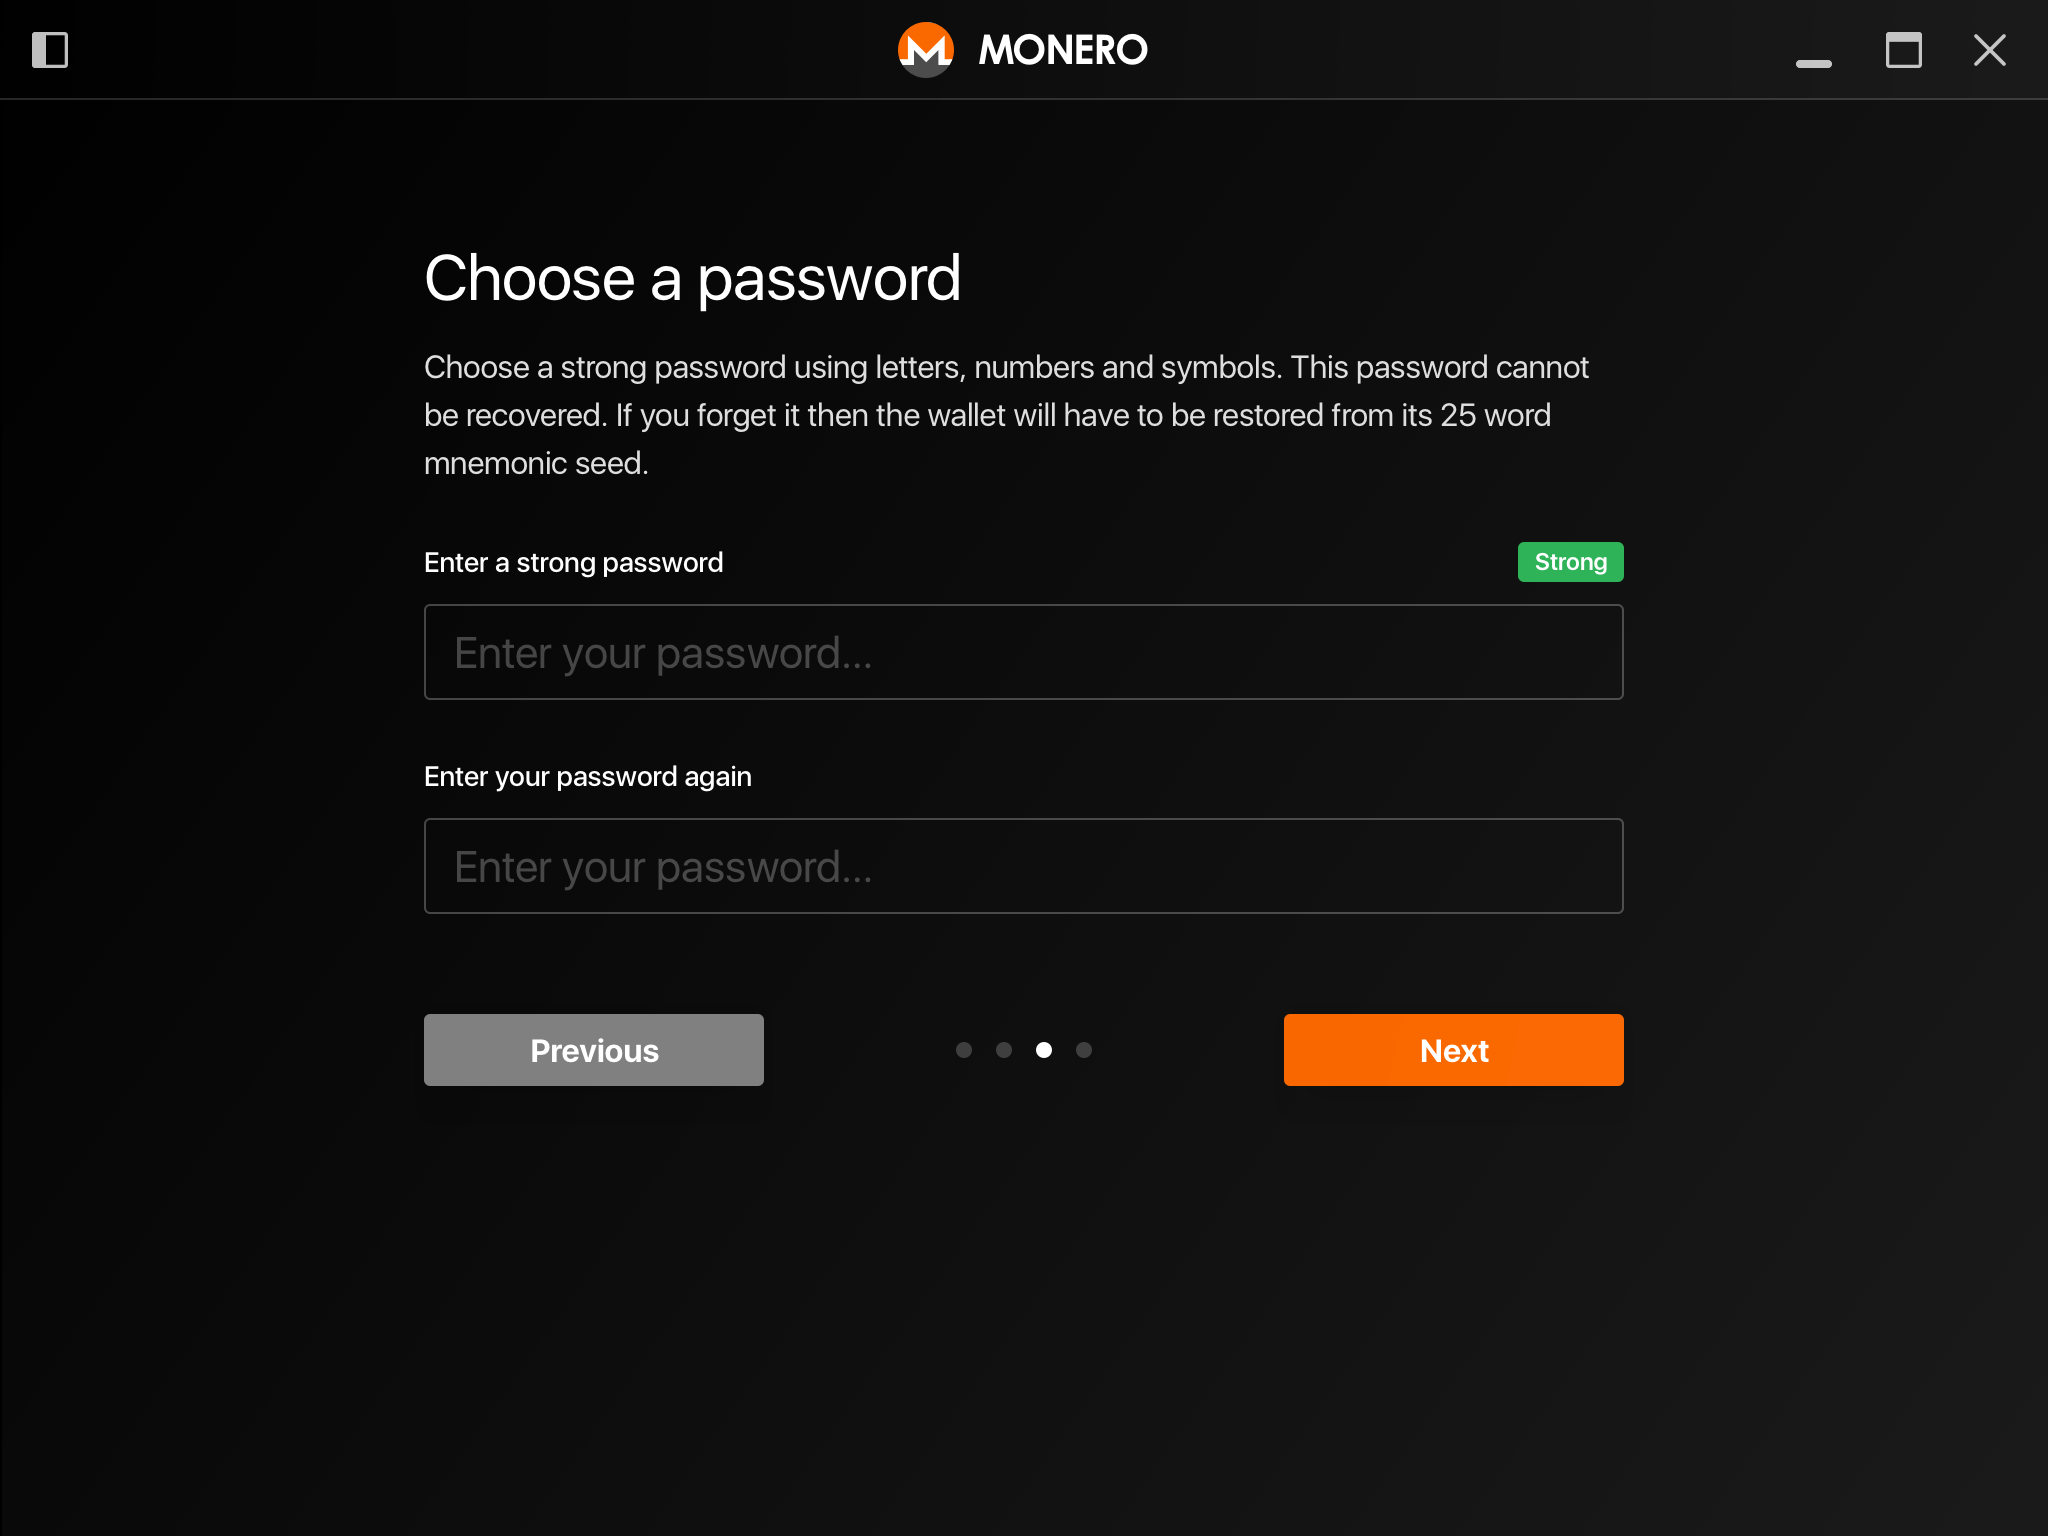 MONERO
Choose a password
Choose a strong password using letters, numbers and symbols. This password cannot
be recovered. If you forget it then the wallet will have to be restored from its 25 word
mnemonic seed.
Enter a strong password
Strong
Enter your password...
Enter your password again
Enter your password...
Previous
Next